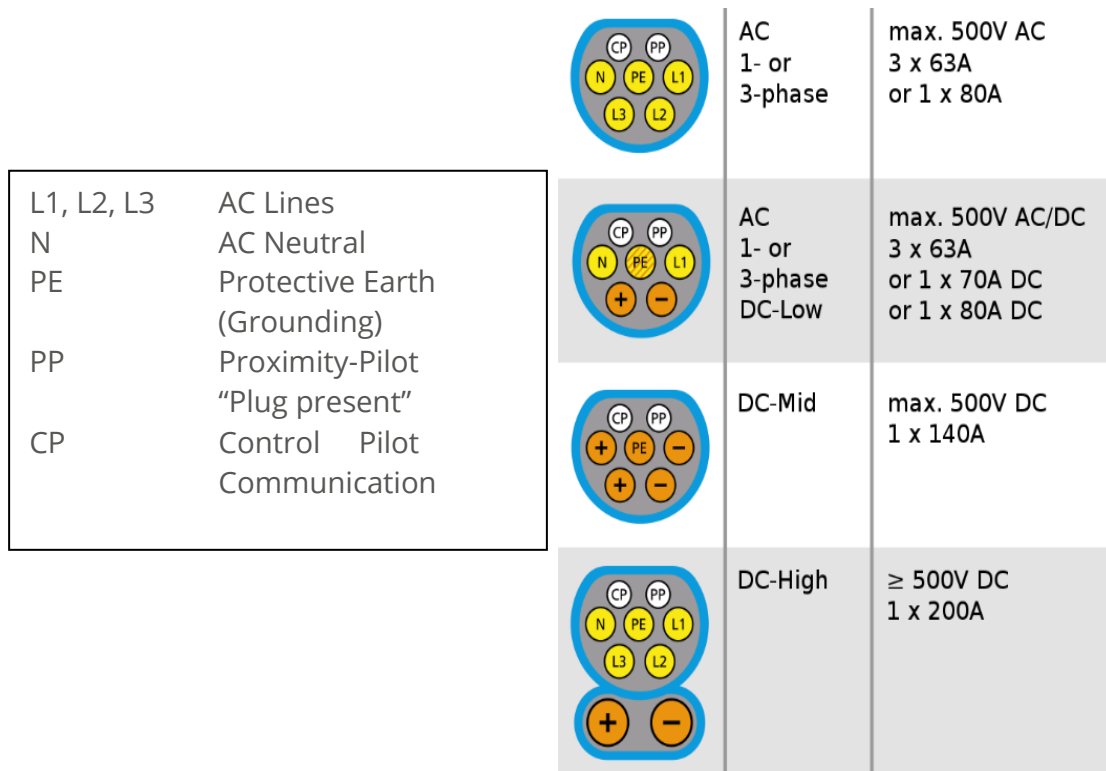 L1, L2, L3 AC Lines
N AC Neutral
PE Protective Earth
(Grounding)
PP Proximity-Pilot
“Plug present”
CP Control Pilot
Communication
CP PP
N PE L1
L3 L2
AC
1- or
3-phase
max. 500V AC
3 x 63A
or 1 x 80A
CP PP
N PE L1
+ −
AC
1- or
3-phase
DC-Low
max. 500V AC/DC
3 x 63A
or 1 x 70A DC
or 1 x 80A DC
CP PP
+ PE −
+ −
DC-Mid
max. 500V DC
1 x 140A
CP PP
N PE L1
L3 L2
+ −
DC-High
≥ 500V DC
1 x 200A